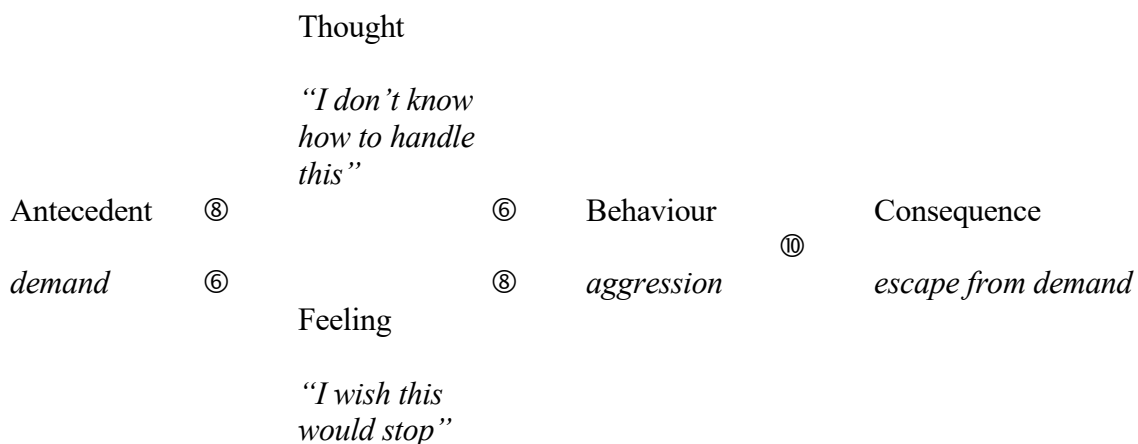 Thought
“I don’t know
how to handle
this”
Antecedent ⑧ ⑥ Behaviour Consequence
⑩
demand ⑥ ⑧ aggression escape from demand
Feeling
“I wish this
would stop”